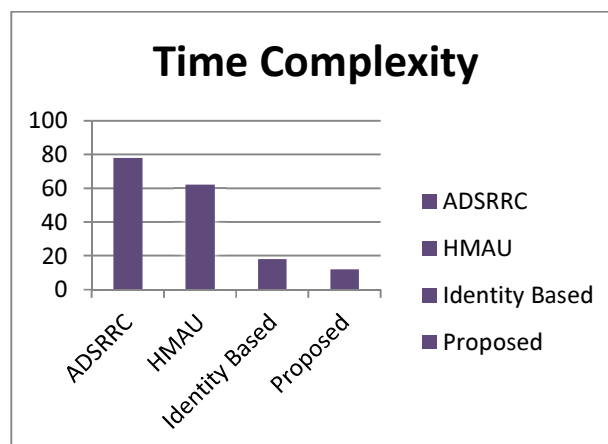 Time Complexity
100
80
60
40
20
0
ADSRRC
HMAU
Identity Based
Proposed
ADSRRC
HMAU
Identity Based
Proposed